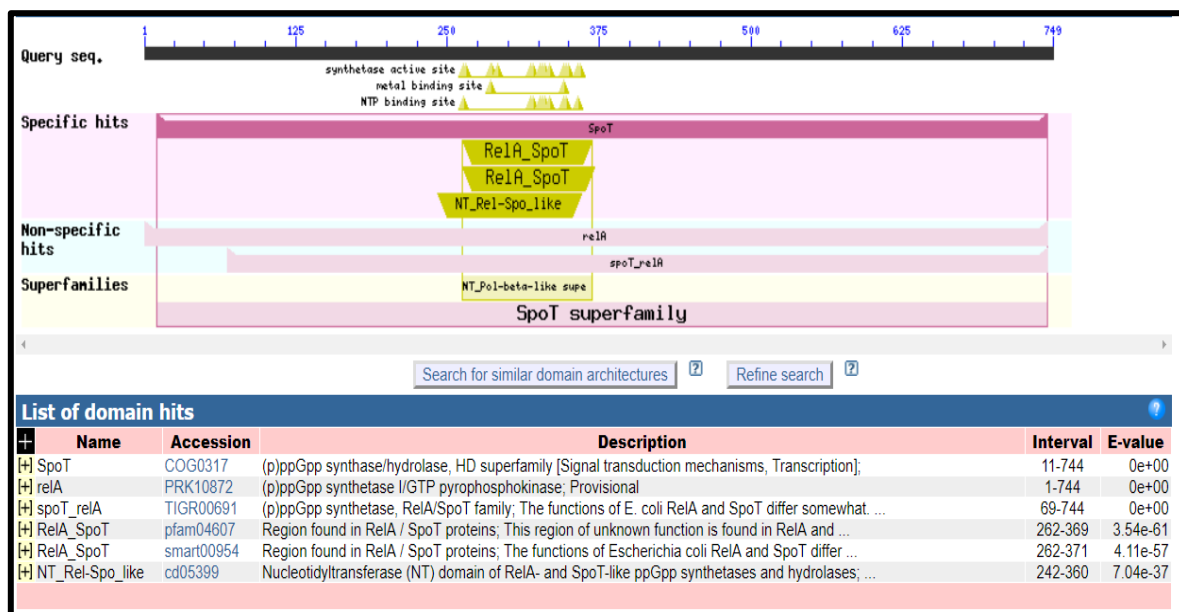 1 125 250 375 500 625 749
Query seq.
synthetase active site
metal binding site
NTP binding site
Specific hits
SpoT
RelA_SpoT
RelA_SpoT
NT_Rel-Spo_like
Non-specific
hits
relA
spoT_relA
Superfamilies
NT_Pol-beta-like supe
SpoT superfamily
Search for similar domain architectures ? Refine search ?
List of domain hits ?
+ Name Accession Description Interval E-value
[+] SpoT COG0317 (p)ppGpp synthase/hydrolase, HD superfamily [Signal transduction mechanisms, Transcription]; 11-744 0e+00
[+] relA PRK10872 (p)ppGpp synthetase I/GTP pyrophosphokinase; Provisional 1-744 0e+00
[+] spoT_relA TIGR00691 (p)ppGpp synthetase, RelA/SpoT family; The functions of E. coli RelA and SpoT differ somewhat. ... 69-744 0e+00
[+] RelA_SpoT pfam04607 Region found in RelA / SpoT proteins; This region of unknown function is found in RelA and ... 262-369 3.54e-61
[+] RelA_SpoT smart00954 Region found in RelA / SpoT proteins; The functions of Escherichia coli RelA and SpoT differ ... 262-371 4.11e-57
[+] NT_Rel-Spo_like cd05399 Nucleotidyltransferase (NT) domain of RelA- and SpoT-like ppGpp synthetases and hydrolases; ... 242-360 7.04e-37